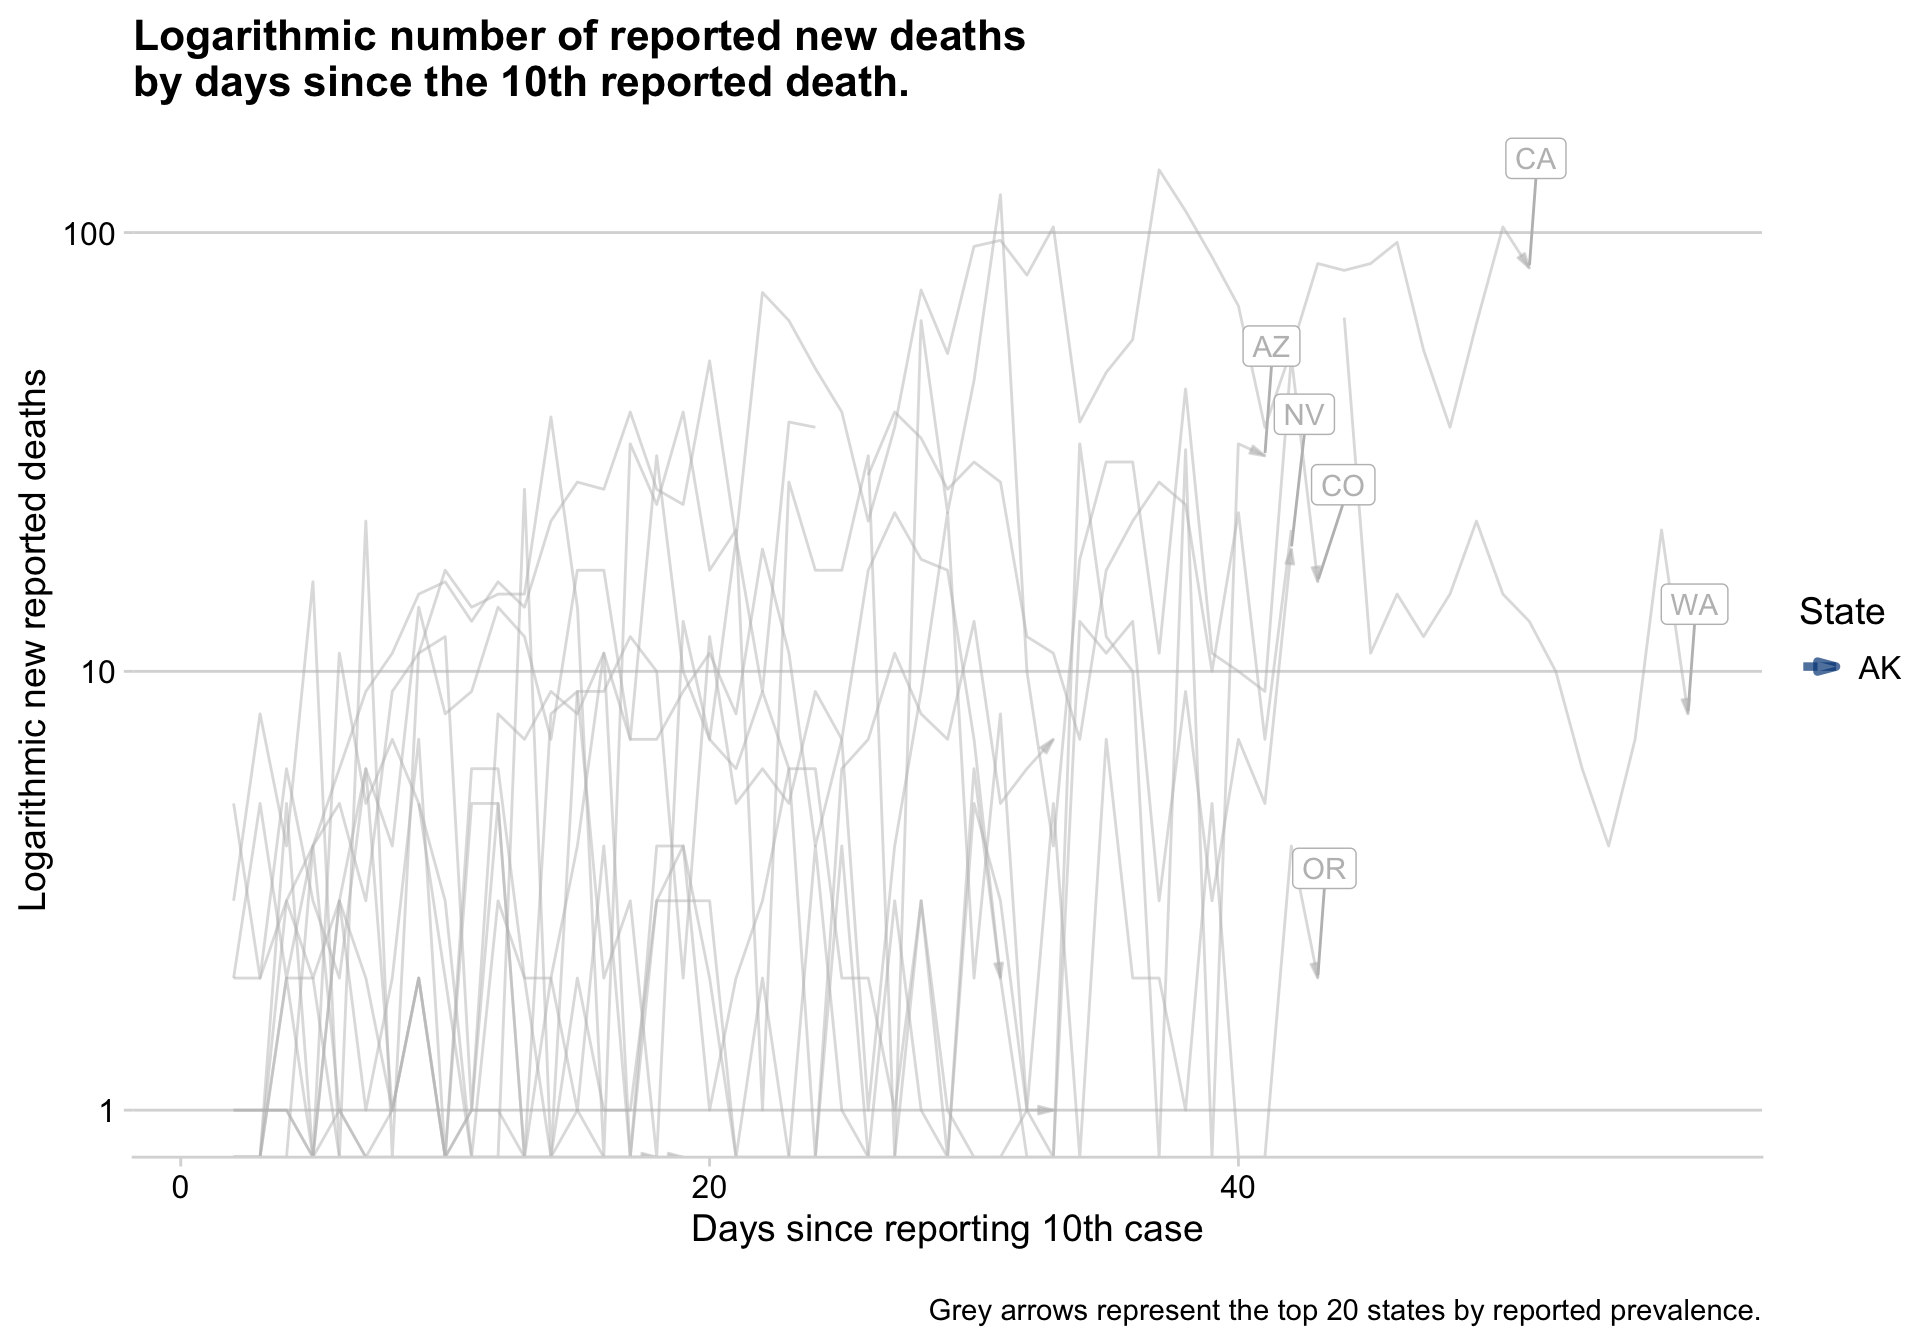 Logarithmic number of reported new deaths
by days since the 10th reported death.
Logarithmic new reported deaths
100
10
1
CA
AZ
NV
CO
WA
OR
State
AK
0
20
40
Days since reporting 10th case
Grey arrows represent the top 20 states by reported prevalence.